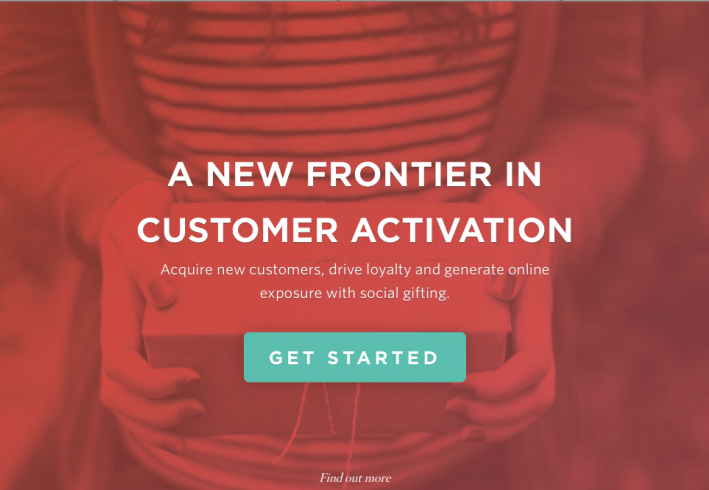 A NEW FRONTIER IN
CUSTOMER ACTIVATION
Acquire new customers, drive loyalty and generate online
exposure with social gifting.
GET STARTED
Find out more